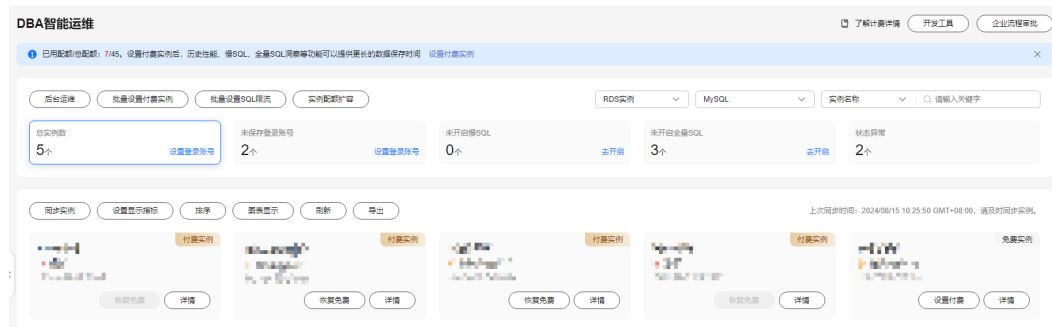 DBA智能运维
了解计费详情 开发工具 企业流程审批
已用配额/总配额：7/45。设置付费实例后，历史性能、慢SQL、全量SQL洞察等功能可以提供更长的数据保存时间 设置付费实例
后台运维 批量设置付费实例 批量设置SQL限流 实例配额扩容 RDS实例 MySQL 实例名称 请输入关键字
总实例数 未保存登录账号 未开启慢SQL 未开启全量SQL 状态异常
5个 设置登录账号 2个 设置登录账号 0个 去开启 3个 去开启 2个
同步实例 设置显示指标 排序 图表显示 刷新 导出 上次同步时间：2024/08/15 10:25:50 GMT+08:00，请及时同步实例。
付费实例 付费实例 付费实例 付费实例 免费实例
恢复免费 详情 恢复免费 详情 恢复免费 详情 恢复免费 详情 设置付费 详情